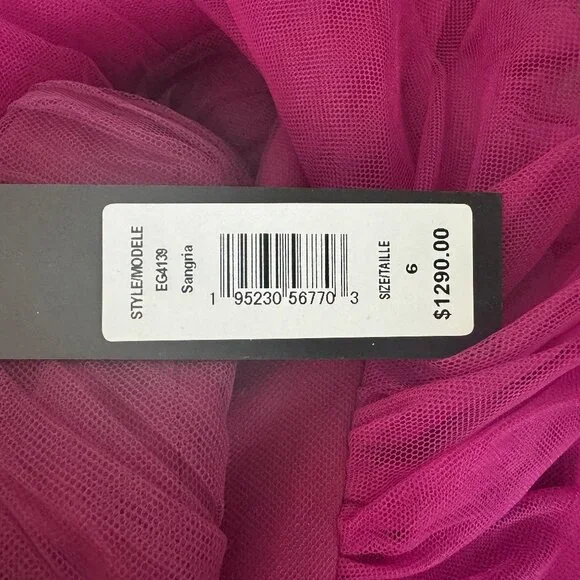 STYLE/MODELE
EG4139
Sangria
1 95230 56770 3
SIZE/TAILLE
6
$1290.00